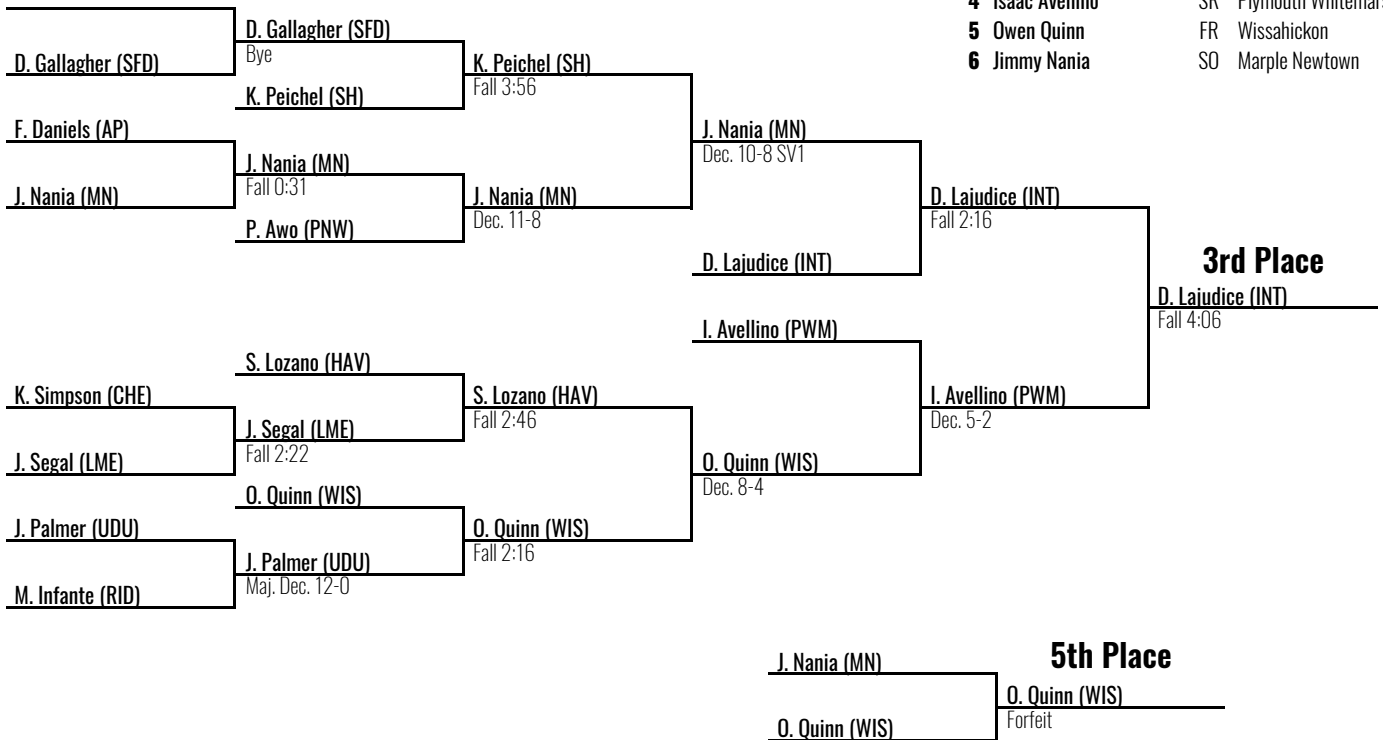 4 Isaac Avellino SR Plymouth Whitemars
5 Owen Quinn FR Wissahickon
6 Jimmy Nania SO Marple Newtown
D. Gallagher (SFD)
D. Gallagher (SFD)
Bye
K. Peichel (SH)
K. Peichel (SH)
Fall 3:56
F. Daniels (AP)
J. Nania (MN)
J. Nania (MN)
Fall 0:31
P. Awo (PNW)
J. Nania (MN)
Dec. 11-8
J. Nania (MN)
Dec. 10-8 SV1
D. Lajudice (INT)
D. Lajudice (INT)
Fall 2:16
3rd Place
D. Lajudice (INT)
Fall 4:06
I. Avellino (PWM)
S. Lozano (HAV)
K. Simpson (CHE)
J. Segal (LME)
J. Segal (LME)
Fall 2:22
S. Lozano (HAV)
Fall 2:46
I. Avellino (PWM)
Dec. 5-2
O. Quinn (WIS)
Dec. 8-4
O. Quinn (WIS)
J. Palmer (UDU)
M. Infante (RID)
J. Palmer (UDU)
Maj. Dec. 12-0
O. Quinn (WIS)
Fall 2:16
5th Place
J. Nania (MN)
O. Quinn (WIS)
O. Quinn (WIS)
Forfeit